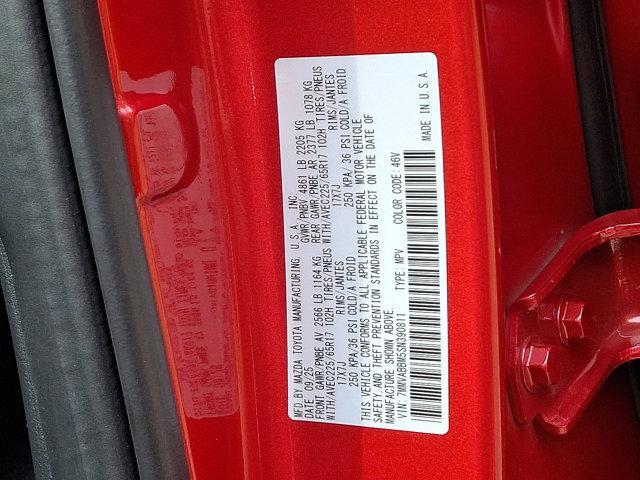 MFD.BY MAZDA TOYOTA MANUFACTURING, U.S.A., INC.
DATE: 09/25 GVWR/PNBV 4861 LB 2205 KG
FRONT GAWR/PNBE AV 2566 LB 1164 KG REAR GAWR/PNBE AR 2377 LB 1078 KG
WITH/AVEC225/65R17 102H TIRES/PNEUS WITH/AVEC225/65R17 102H TIRES/PNEUS
17X7J RIMS/JANTES 17X7J RIMS/JANTES
250 KPA/36 PSI COLD/A FROID 250 KPA/ 36 PSI COLD/A FROID
THIS VEHICLE CONFORMS TO ALL APPLICABLE FEDERAL MOTOR VEHICLE
SAFETY AND THEFT PREVENTION STANDARDS IN EFFECT ON THE DATE OF
MANUFACTURE SHOWN ABOVE.
VIN: 7MMVABBM5SN390811 TYPE: MPV COLOR CODE: 46V
MADE IN U.S.A.